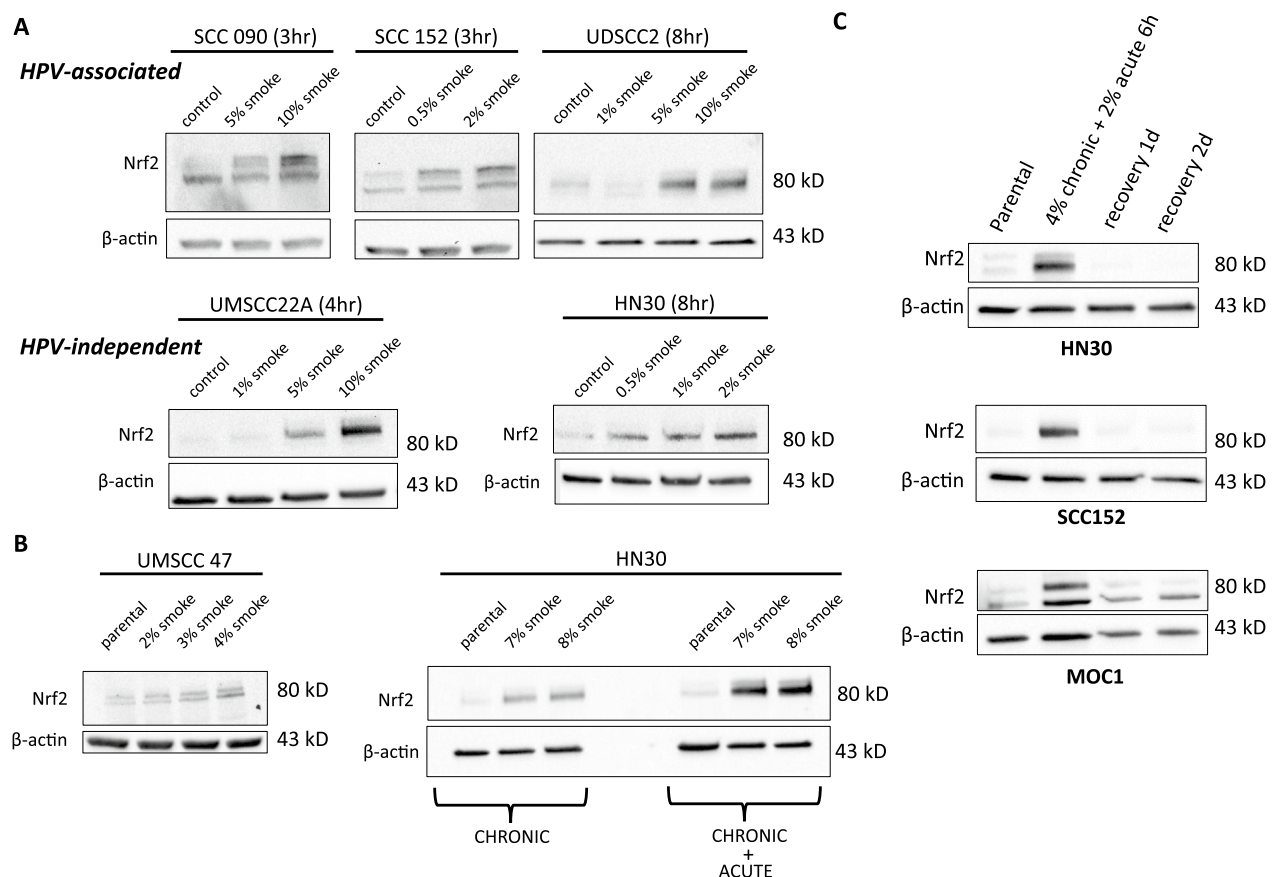 A
SCC 090 (3hr)
SCC 152 (3hr)
UDSCC2 (8hr)
HPV-associated
control
5% smoke
10% smoke
control
0.5% smoke
2% smoke
control
1% smoke
5% smoke
10% smoke
Nrf2
80 kD
β-actin
43 kD
UMSCC22A (4hr)
HN30 (8hr)
HPV-independent
control
1% smoke
5% smoke
10% smoke
control
0.5% smoke
1% smoke
2% smoke
Nrf2
80 kD
β-actin
43 kD
Nrf2
80 kD
β-actin
43 kD
B
UMSCC 47
HN30
parental
2% smoke
3% smoke
4% smoke
parental
7% smoke
8% smoke
parental
7% smoke
8% smoke
Nrf2
80 kD
β-actin
43 kD
Nrf2
80 kD
β-actin
43 kD
CHRONIC
CHRONIC
+
ACUTE
C
Parental
4% chronic + 2% acute 6h
recovery 1d
recovery 2d
Nrf2
80 kD
β-actin
43 kD
HN30
Nrf2
80 kD
β-actin
43 kD
SCC152
Nrf2
80 kD
β-actin
43 kD
MOC1